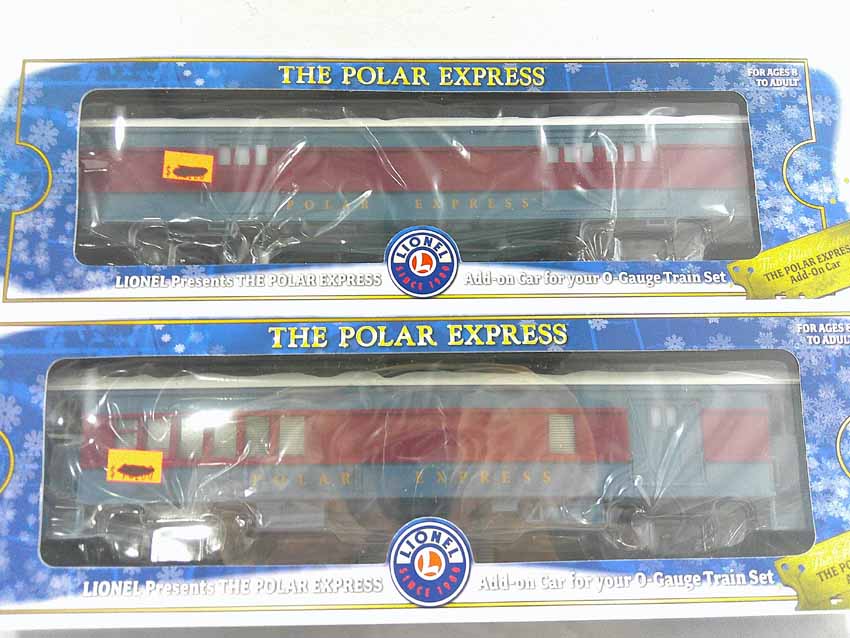 THE POLAR EXPRESS
FOR AGES 8
TO ADULT
$
POLAR EXPRESS
LIONEL
L
SINCE 1900
LIONEL Presents THE POLAR EXPRESS
Add-on Car for your O-Gauge Train Set
THE POLAR EXPRESS
Add-On Car
THE POLAR EXPRESS
FOR AGES 8
TO ADULT
$
POLAR EXPRESS
LIONEL
L
SINCE 1900
LIONEL Presents THE POLAR EXPRESS
Add-on Car for your O-Gauge Train Set
THE PO